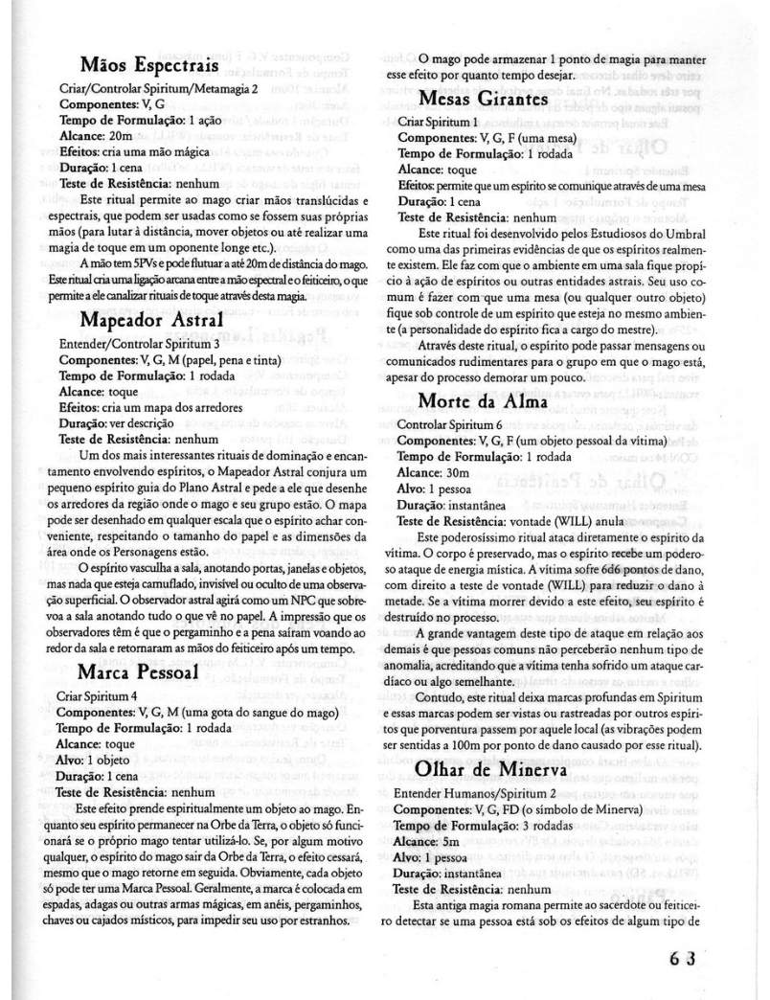 Mãos Espectrais
Criar/Controlar Spiritum/Metamagia 2
Componentes: V, G
Tempo de Formulação: 1 ação
Alcance: 20m
Efeitos: cria uma mão mágica
Duração: 1 cena
Teste de Resistência: nenhum
Este ritual permite ao mago criar mãos translúcidas e
espectrais, que podem ser usadas como se fossem suas próprias
mãos (para lutar à distância, mover objetos ou até realizar uma
magia de toque em um oponente longe etc.).
A mão tem 5PVs e pode flutuar a até 20m de distância do mago.
Este ritual cria uma ligação arcana entre a mão espectral e o feiticeiro, o que
permite a ele canalizar rituais de toque através desta magia.
Mapeador Astral
Entender/Controlar Spiritum 3
Componentes: V, G, M (papel, pena e tinta)
Tempo de Formulação: 1 rodada
Alcance: toque
Efeitos: cria um mapa dos arredores
Duração: ver descrição
Teste de Resistência: nenhum
Um dos mais interessantes rituais de dominação e encan-
tamento envolvendo espíritos, o Mapeador Astral conjura um
pequeno espírito guia do Plano Astral e pede a ele que desenhe
os arredores da região onde o mago e seu grupo estão. O mapa
pode ser desenhado em qualquer escala que o espírito achar con-
veniente, respeitando o tamanho do papel e as dimensões da
área onde os Personagens estão.
O espírito vasculha a sala, anotando portas, janelas e objetos,
mas nada que esteja camuflado, invisível ou oculto de uma observa-
ção superficial. O observador astral agirá como um NPC que sobre-
voa a sala anotando tudo o que vê no papel. A impressão que os
observadores têm é que o pergaminho e a pena saíram voando ao
redor da sala e retornaram as mãos do feiticeiro após um tempo.
Marca Pessoal
Criar Spiritum 4
Componentes: V, G, M (uma gota do sangue do mago)
Tempo de Formulação: 1 rodada
Alcance: toque
Alvo: 1 objeto
Duração: 1 cena
Teste de Resistência: nenhum
Este efeito prende espiritualmente um objeto ao mago. En-
quanto seu espírito permanecer na Orbe da Terra, o objeto só funci-
onará se o próprio mago tentar utilizá-lo. Se, por algum motivo
qualquer, o espírito do mago sair da Orbe da Terra, o efeito cessará,
mesmo que o mago retorne em seguida. Obviamente, cada objeto
só pode ter uma Marca Pessoal. Geralmente, a marca é colocada em
espadas, adagas ou outras armas mágicas, em anéis, pergaminhos,
chaves ou cajados místicos, para impedir seu uso por estranhos.
O mago pode armazenar 1 ponto de magia para manter
esse efeito por quanto tempo desejar.
Mesas Girantes
Criar Spiritum 1
Componentes: V, G, F (uma mesa)
Tempo de Formulação: 1 rodada
Alcance: toque
Efeitos: permite que um espírito se comunique através de uma mesa
Duração: 1 cena
Teste de Resistência: nenhum
Este ritual foi desenvolvido pelos Estudiosos do Umbral
como uma das primeiras evidências de que os espíritos realmen-
te existem. Ele faz com que o ambiente em uma sala fique propí-
cio à ação de espíritos ou outras entidades astrais. Seu uso co-
mum é fazer com que uma mesa (ou qualquer outro objeto)
fique sob controle de um espírito que esteja no mesmo ambien-
te (a personalidade do espírito fica a cargo do mestre).
Através deste ritual, o espírito pode passar mensagens ou
comunicados rudimentares para o grupo em que o mago está,
apesar do processo demorar um pouco.
Morte da Alma
Controlar Spiritum 6
Componentes: V, G, F (um objeto pessoal da vítima)
Tempo de Formulação: 1 rodada
Alcance: 30m
Alvo: 1 pessoa
Duração: instantânea
Teste de Resistência: vontade (WILL) anula
Este poderosíssimo ritual ataca diretamente o espírito da
vítima. O corpo é preservado, mas o espírito recebe um podero-
so ataque de energia mística. A vítima sofre 6d6 pontos de dano,
com direito a teste de vontade (WILL) para reduzir o dano à
metade. Se a vítima morrer devido a este efeito, seu espírito é
destruído no processo.
A grande vantagem deste tipo de ataque em relação aos
demais é que pessoas comuns não perceberão nenhum tipo de
anomalia, acreditando que a vítima tenha sofrido um ataque car-
díaco ou algo semelhante.
Contudo, este ritual deixa marcas profundas em Spiritum
e essas marcas podem ser vistas ou rastreadas por outros espíri-
tos que porventura passem por aquele local (as vibrações podem
ser sentidas a 100m por ponto de dano causado por esse ritual).
Olhar de Minerva
Entender Humanos/Spiritum 2
Componentes: V, G, FD (o símbolo de Minerva)
Tempo de Formulação: 3 rodadas
Alcance: 5m
Alvo: 1 pessoa
Duração: instantânea
Teste de Resistência: nenhum
Esta antiga magia romana permite ao sacerdote ou feiticei-
ro detectar se uma pessoa está sob os efeitos de algum tipo de
63